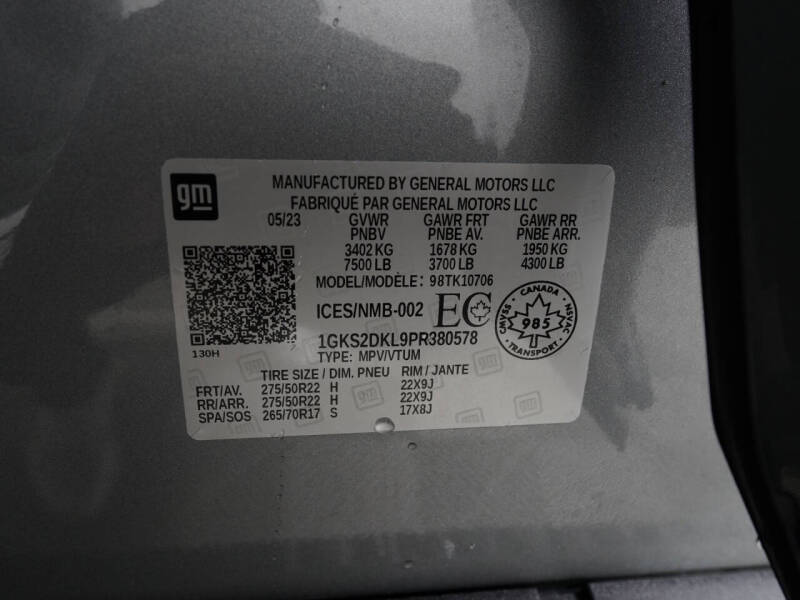 gm
MANUFACTURED BY GENERAL MOTORS LLC
FABRIQUÉ PAR GENERAL MOTORS LLC
05/23 GVWR GAWR FRT GAWR RR
PNBV PNBE AV. PNBE ARR.
3402 KG 1678 KG 1950 KG
7500 LB 3700 LB 4300 LB
MODEL/MODÈLE: 98TK10706
ICES/NMB-002 EC
CANADA
CMVSS 985 NSVAC
TRANSPORT
1GKS2DKL9PR380578
130H
TYPE: MPV/VTUM
TIRE SIZE / DIM. PNEU RIM / JANTE
FRT/AV. 275/50R22 H 22X9J
RR/ARR. 275/50R22 H 22X9J
SPA/SOS 265/70R17 S 17X8J